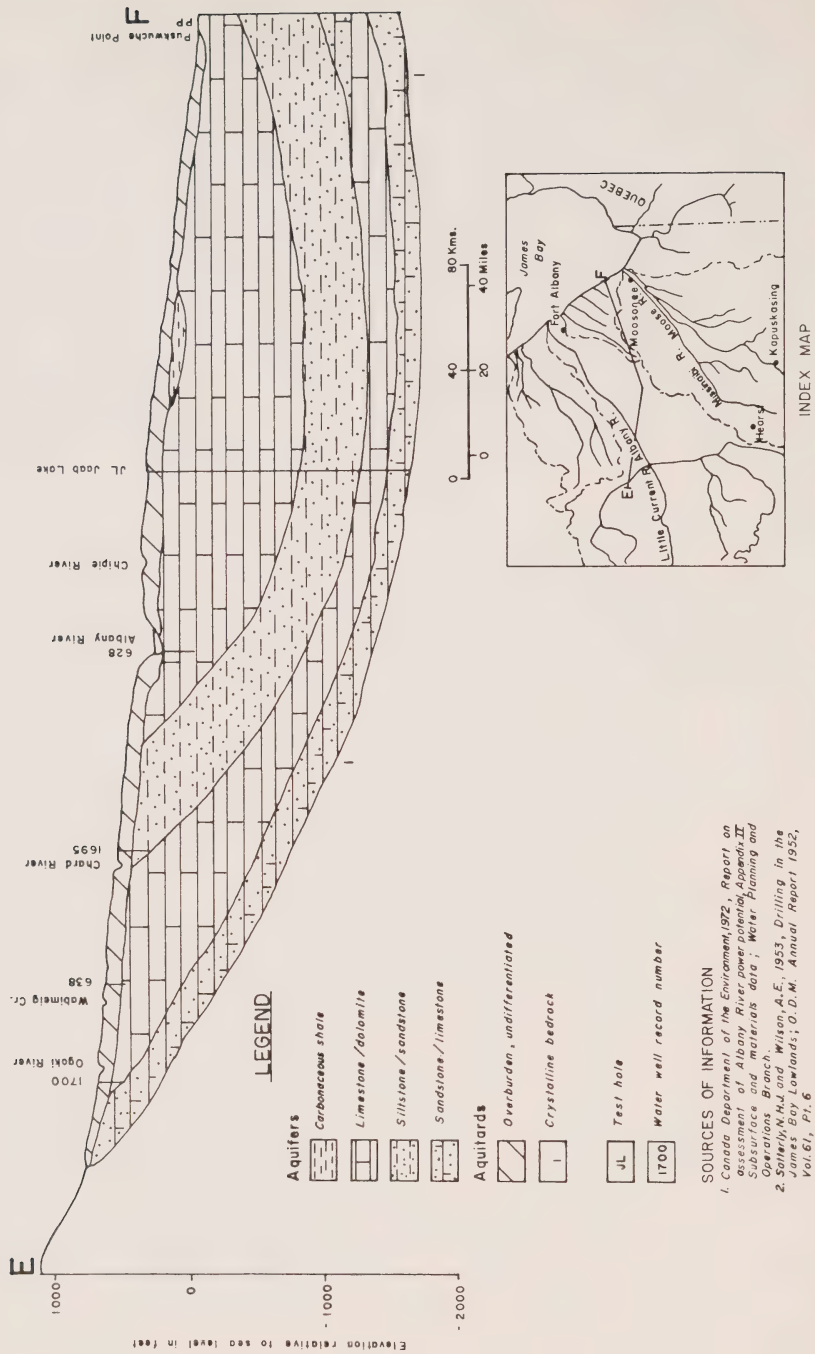 E
F
1000
0
- 1000
- 2000
Elevation relative to sea level in feet
Ogoki River
1700
Wabimeig Cr.
638
Chard River
1695
Albany River
628
Chipie River
JL Jaab Lake
Puskwuche Point
PP
I
I
LEGEND
Aquifers
Carbonaceous shale
Limestone/dolomite
Siltstone/sandstone
Sandstone/limestone
Aquitards
Overburden, undifferentiated
I
Crystalline bedrock
JL
Test hole
1700
Water well record number
0 40 80 Kms.
0 20 40 Miles
James
Bay
QUEBEC
Fort Albany
F
Moosonee
Albany R.
E
Little Current R.
Missinaibi R.
Moose R.
Hearst
Kapuskasing
INDEX MAP
SOURCES OF INFORMATION
1. Canada Department of the Environment, 1972, Report on
assessment of Albany River power potential, Appendix II
Subsurface and materials data ; Water Planning and
Operations Branch.
2. Satterly, N.H.J. and Wilson, A.E., 1953, Drilling in the
James Bay Lowlands; O.D.M. Annual Report 1952,
Vol. 61, Pt. 6